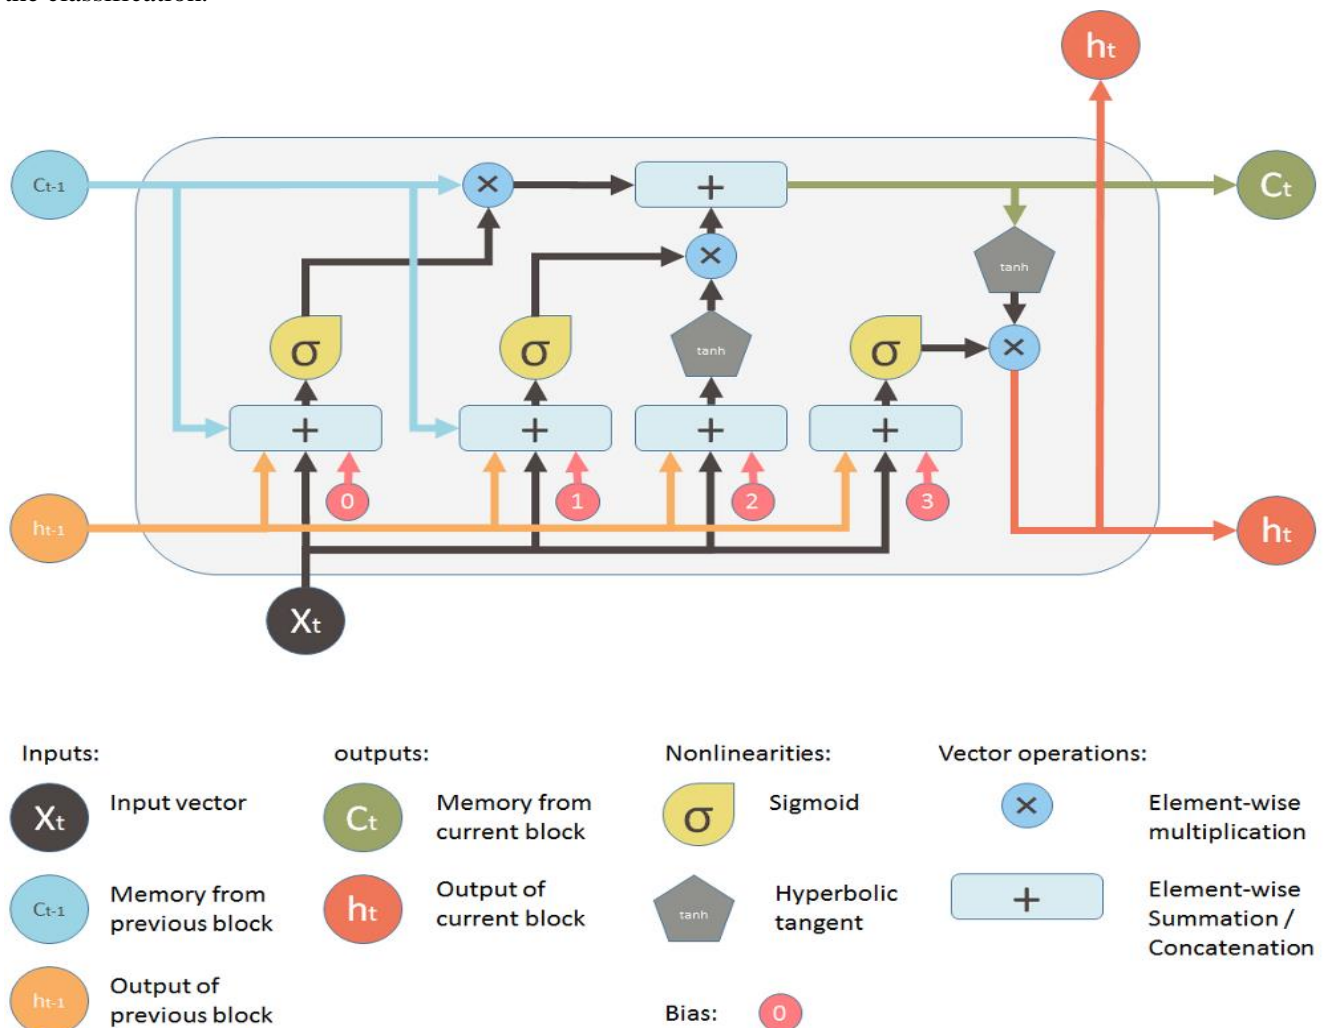 the classification.
ht
Ct-1
×
+
Ct
×
tanh
σ
σ
tanh
σ
×
+
+
+
+
0
1
2
3
ht-1
ht
Xt
Inputs:
outputs:
Nonlinearities:
Vector operations:
Xt
Input vector
Ct
Memory from
current block
σ
Sigmoid
×
Element-wise
multiplication
Ct-1
Memory from
previous block
ht
Output of
current block
tanh
Hyperbolic
tangent
+
Element-wise
Summation /
Concatenation
ht-1
Output of
previous block
Bias:
0